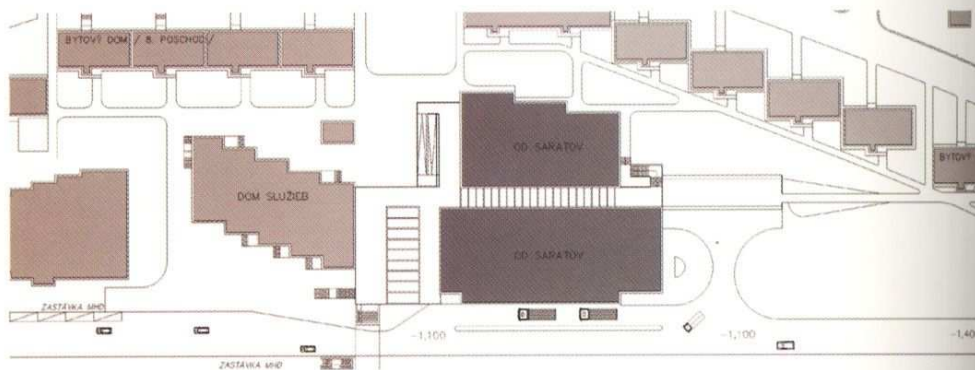 BYTOVÝ DOM / 8. POSCHODÍ/
OD SARATOV
BYTOVÝ
DOM SLUŽIEB
OD SARATOV
ZASTÁVKA MHD
-1,100
-1,100
-1,40
ZASTÁVKA MHD